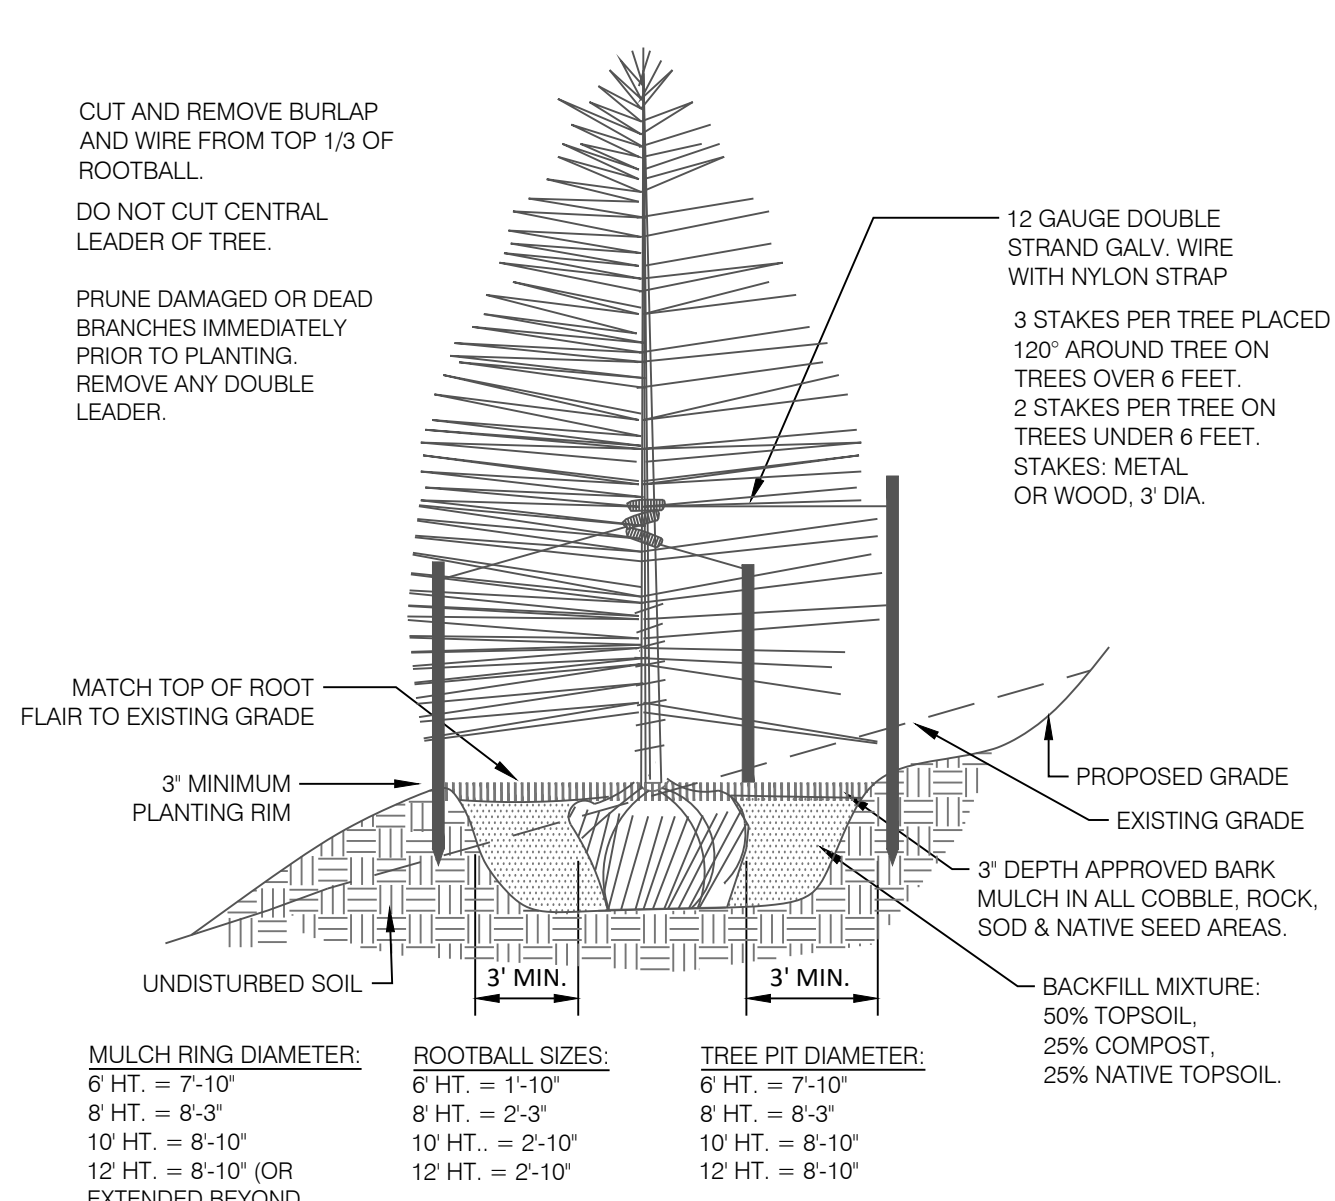 CUT AND REMOVE BURLAP
AND WIRE FROM TOP 1/3 OF
ROOTBALL.
DO NOT CUT CENTRAL
LEADER OF TREE.
PRUNE DAMAGED OR DEAD
BRANCHES IMMEDIATELY
PRIOR TO PLANTING.
REMOVE ANY DOUBLE
LEADER.
12 GAUGE DOUBLE
STRAND GALV. WIRE
WITH NYLON STRAP
3 STAKES PER TREE PLACED
120° AROUND TREE ON
TREES OVER 6 FEET.
2 STAKES PER TREE ON
TREES UNDER 6 FEET.
STAKES: METAL
OR WOOD, 3' DIA.
MATCH TOP OF ROOT
FLAIR TO EXISTING GRADE
3" MINIMUM
PLANTING RIM
PROPOSED GRADE
EXISTING GRADE
3" DEPTH APPROVED BARK
MULCH IN ALL COBBLE, ROCK,
SOD & NATIVE SEED AREAS.
UNDISTURBED SOIL
3' MIN.
3' MIN.
BACKFILL MIXTURE:
50% TOPSOIL,
25% COMPOST,
25% NATIVE TOPSOIL.
MULCH RING DIAMETER:
6' HT. = 7'-10"
8' HT. = 8'-3"
10' HT. = 8'-10"
12' HT. = 8'-10" (OR
EXTENDED BEYOND
ROOTBALL SIZES:
6' HT. = 1'-10"
8' HT. = 2'-3"
10' HT.. = 2'-10"
12' HT. = 2'-10"
TREE PIT DIAMETER:
6' HT. = 7'-10"
8' HT. = 8'-3"
10' HT. = 8'-10"
12' HT. = 8'-10"